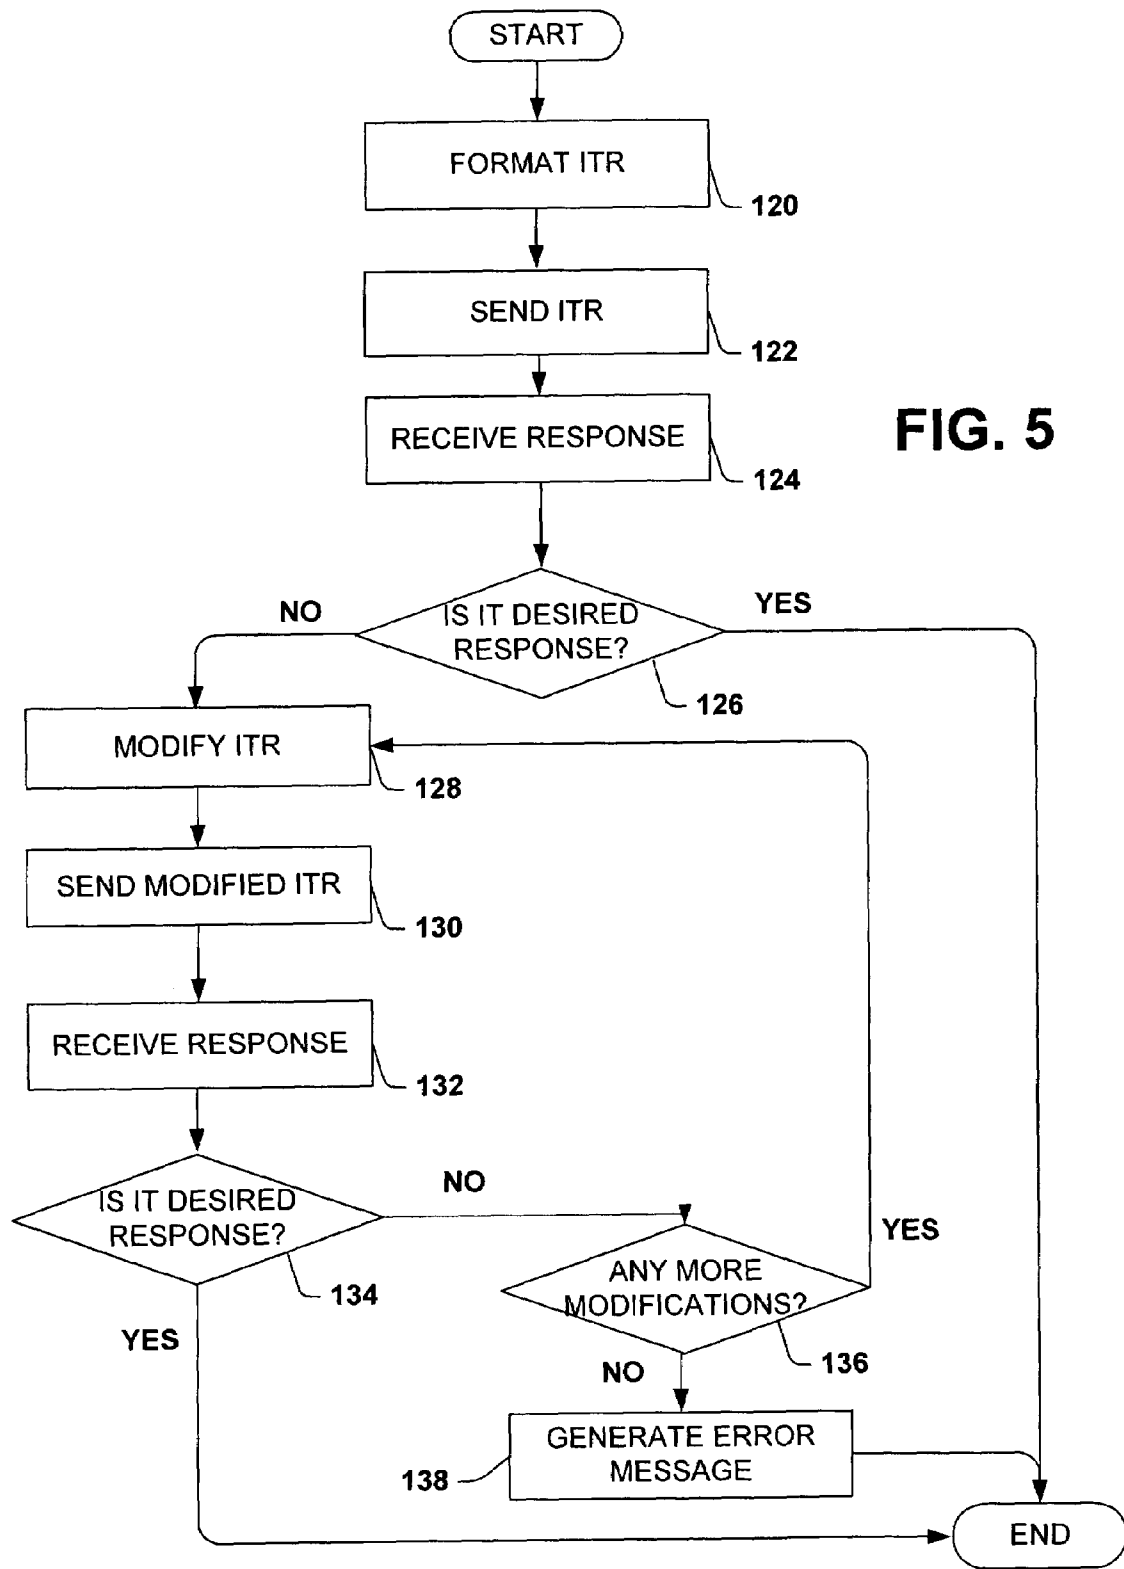 START
FORMAT ITR
120
SEND ITR
122
RECEIVE RESPONSE
124
FIG. 5
NO
IS IT DESIRED
RESPONSE?
YES
126
MODIFY ITR
128
SEND MODIFIED ITR
130
RECEIVE RESPONSE
132
IS IT DESIRED
RESPONSE?
NO
134
YES
ANY MORE
MODIFICATIONS?
YES
136
NO
GENERATE ERROR
MESSAGE
138
END